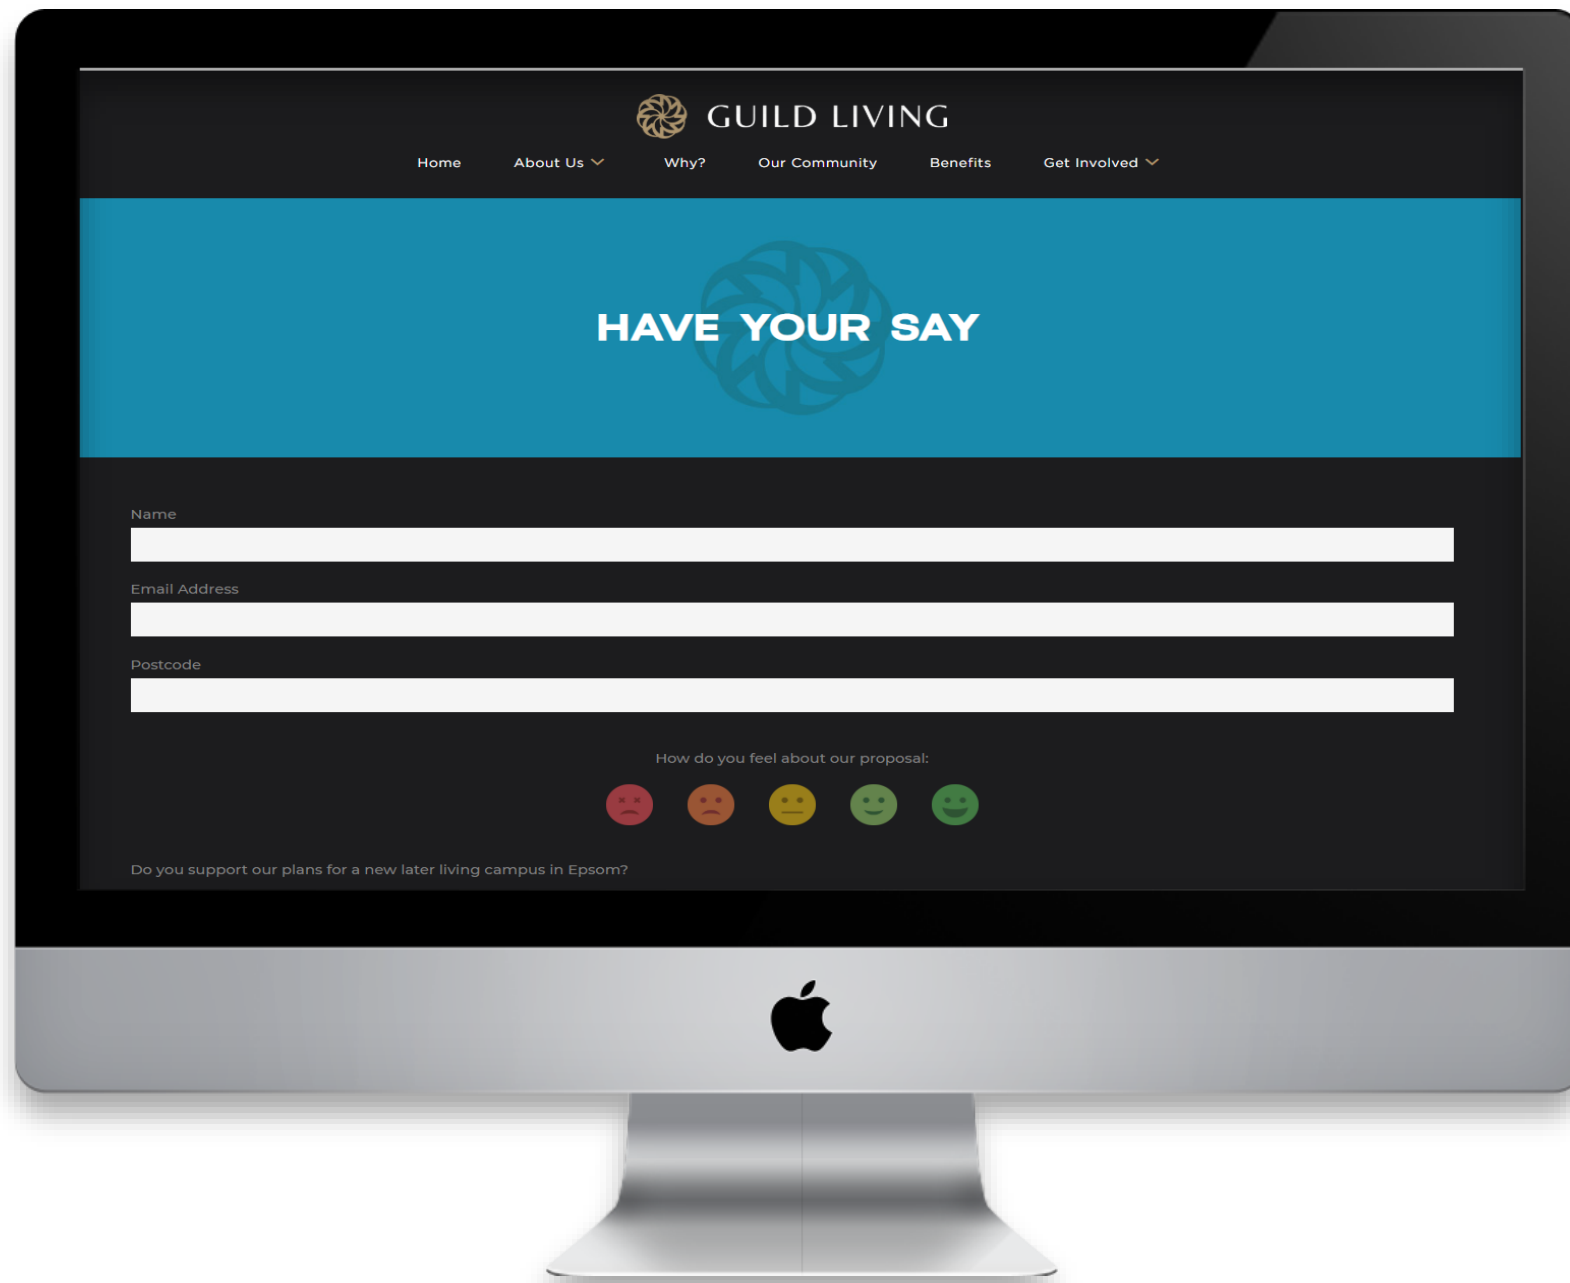 GUILD LIVING
Home About Us Why? Our Community Benefits Get Involved
HAVE YOUR SAY
Name
Email Address
Postcode
How do you feel about our proposal:
Do you support our plans for a new later living campus in Epsom?